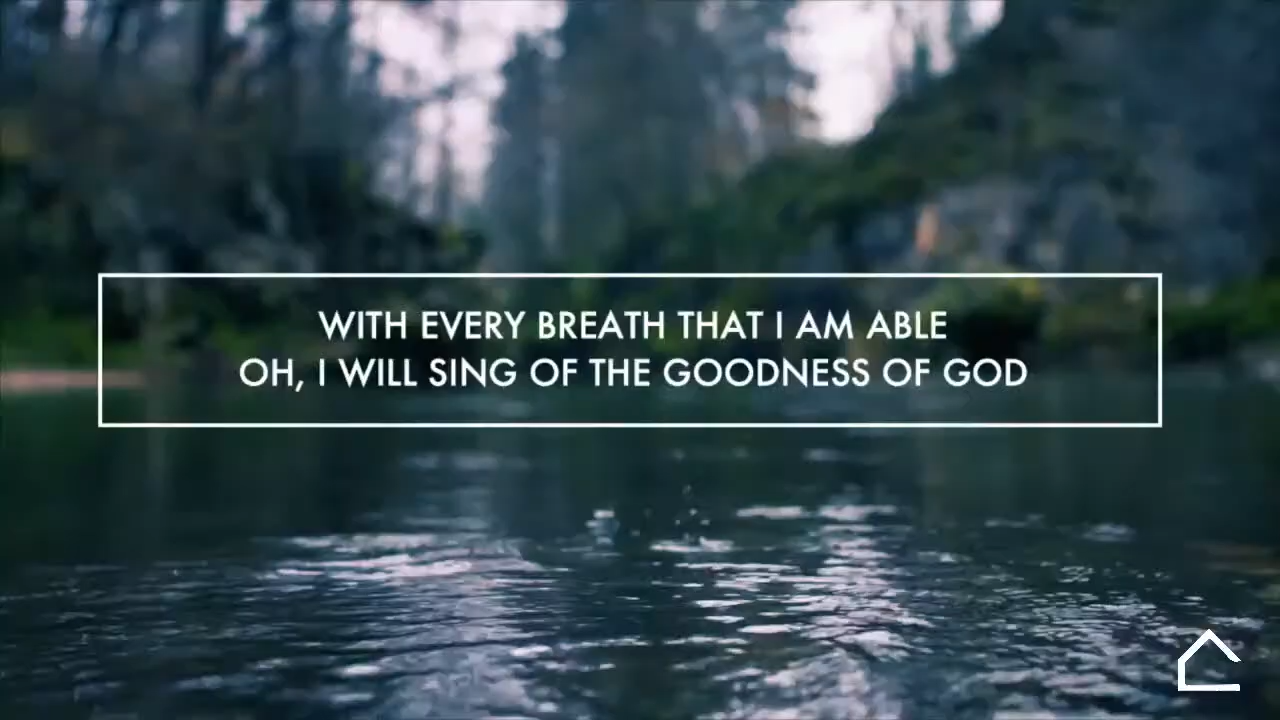 WITH EVERY BREATH THAT I AM ABLE
OH, I WILL SING OF THE GOODNESS OF GOD